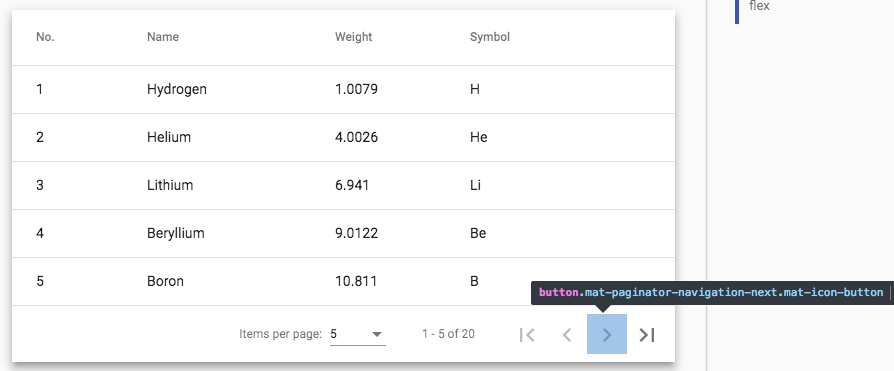 flex
No. Name Weight Symbol
1 Hydrogen 1.0079 H
2 Helium 4.0026 He
3 Lithium 6.941 Li
4 Beryllium 9.0122 Be
5 Boron 10.811 B
button.mat-paginator-navigation-next.mat-icon-button
Items per page: 5 1 - 5 of 20